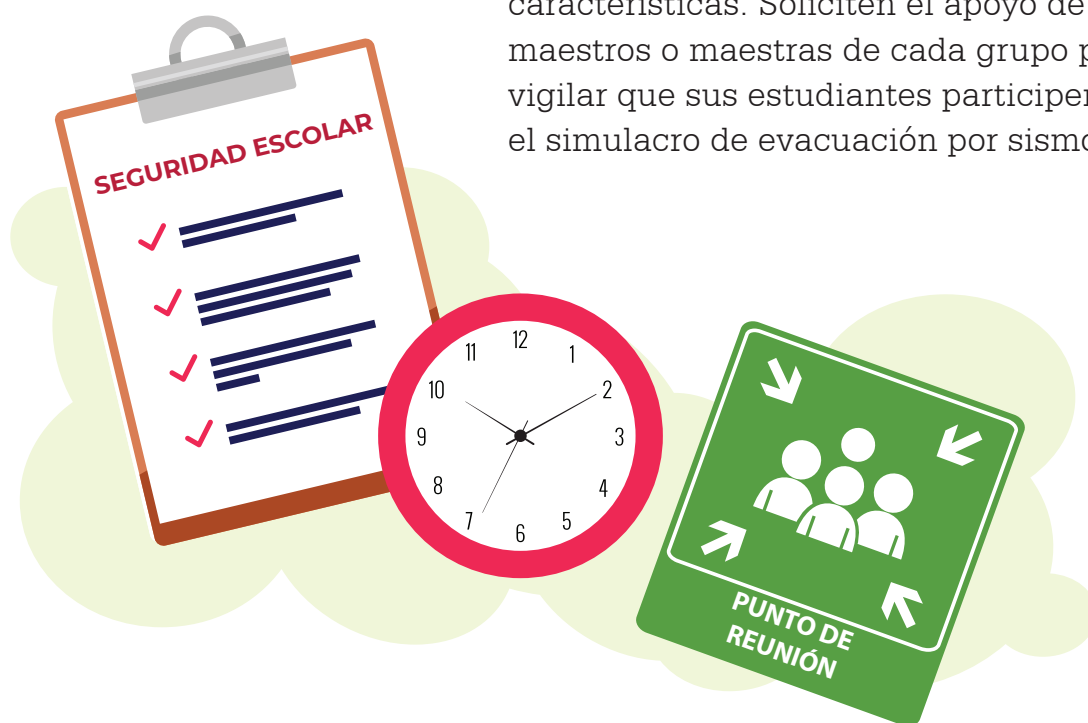 características. Soliciten el apoyo de
maestros o maestras de cada grupo
vigilar que sus estudiantes
el simulacro de evacuación por sismo
SEGURIDAD ESCOLAR
12
11
1
10
2
9
3
8
4
7
5
6
PUNTO DE
REUNIÓN